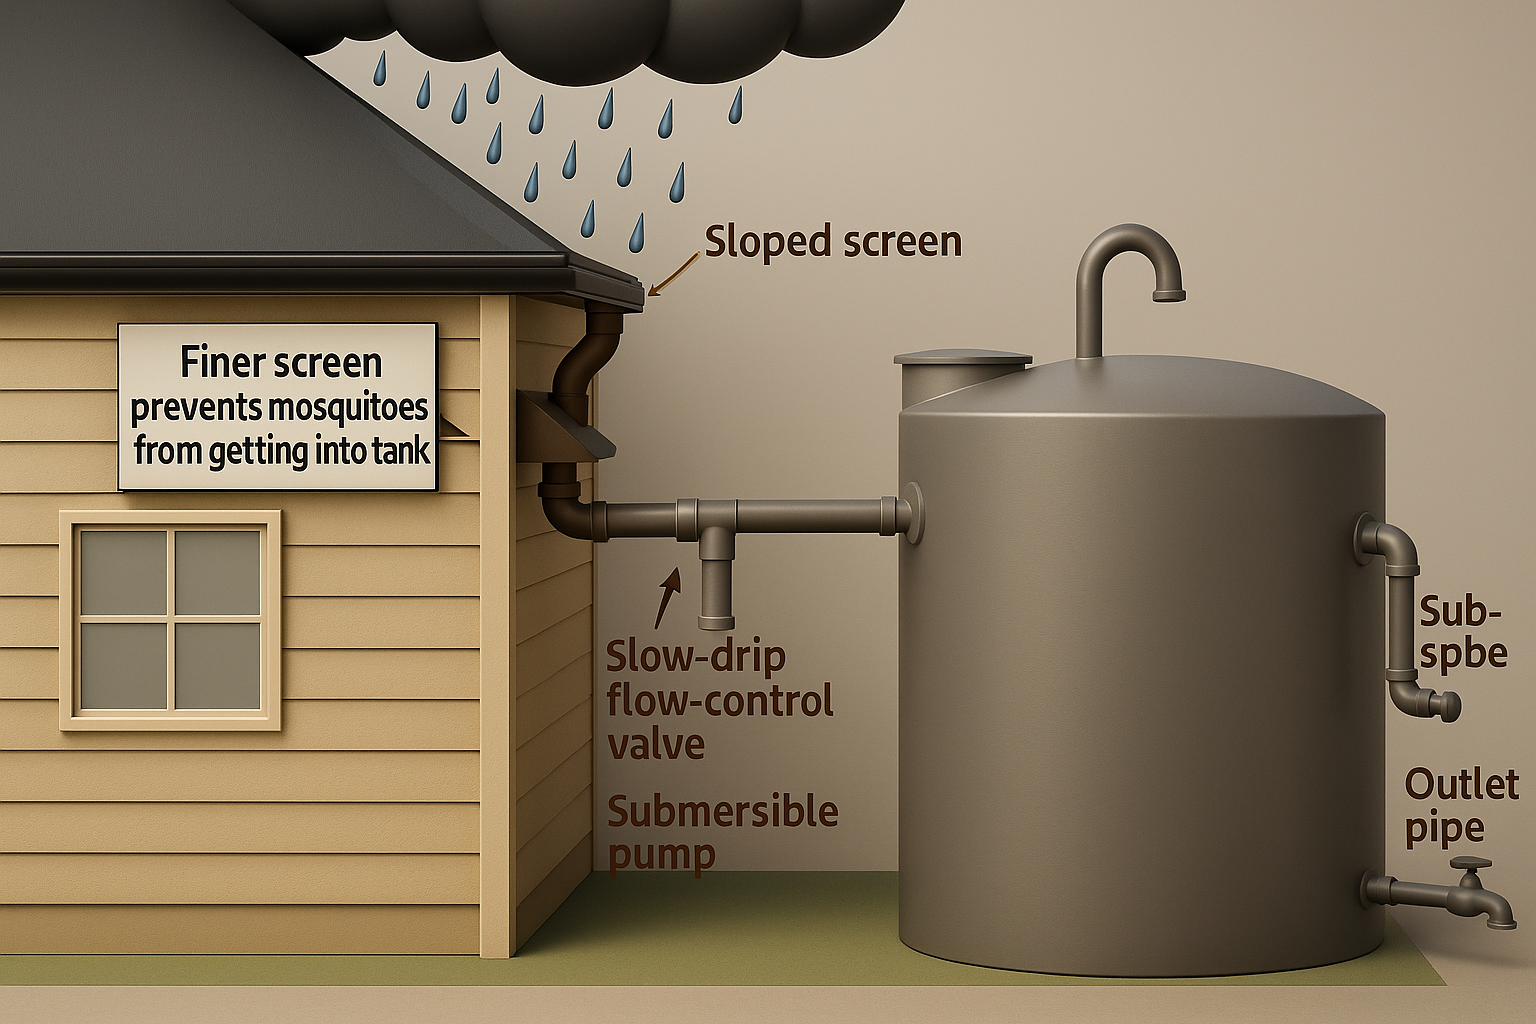 Sloped screen
Finer screen
prevents mosquitoes
from getting into tank
Slow-drip
flow-control
valve
Sub-
spbe
Submersible
pump
Outlet
pipe